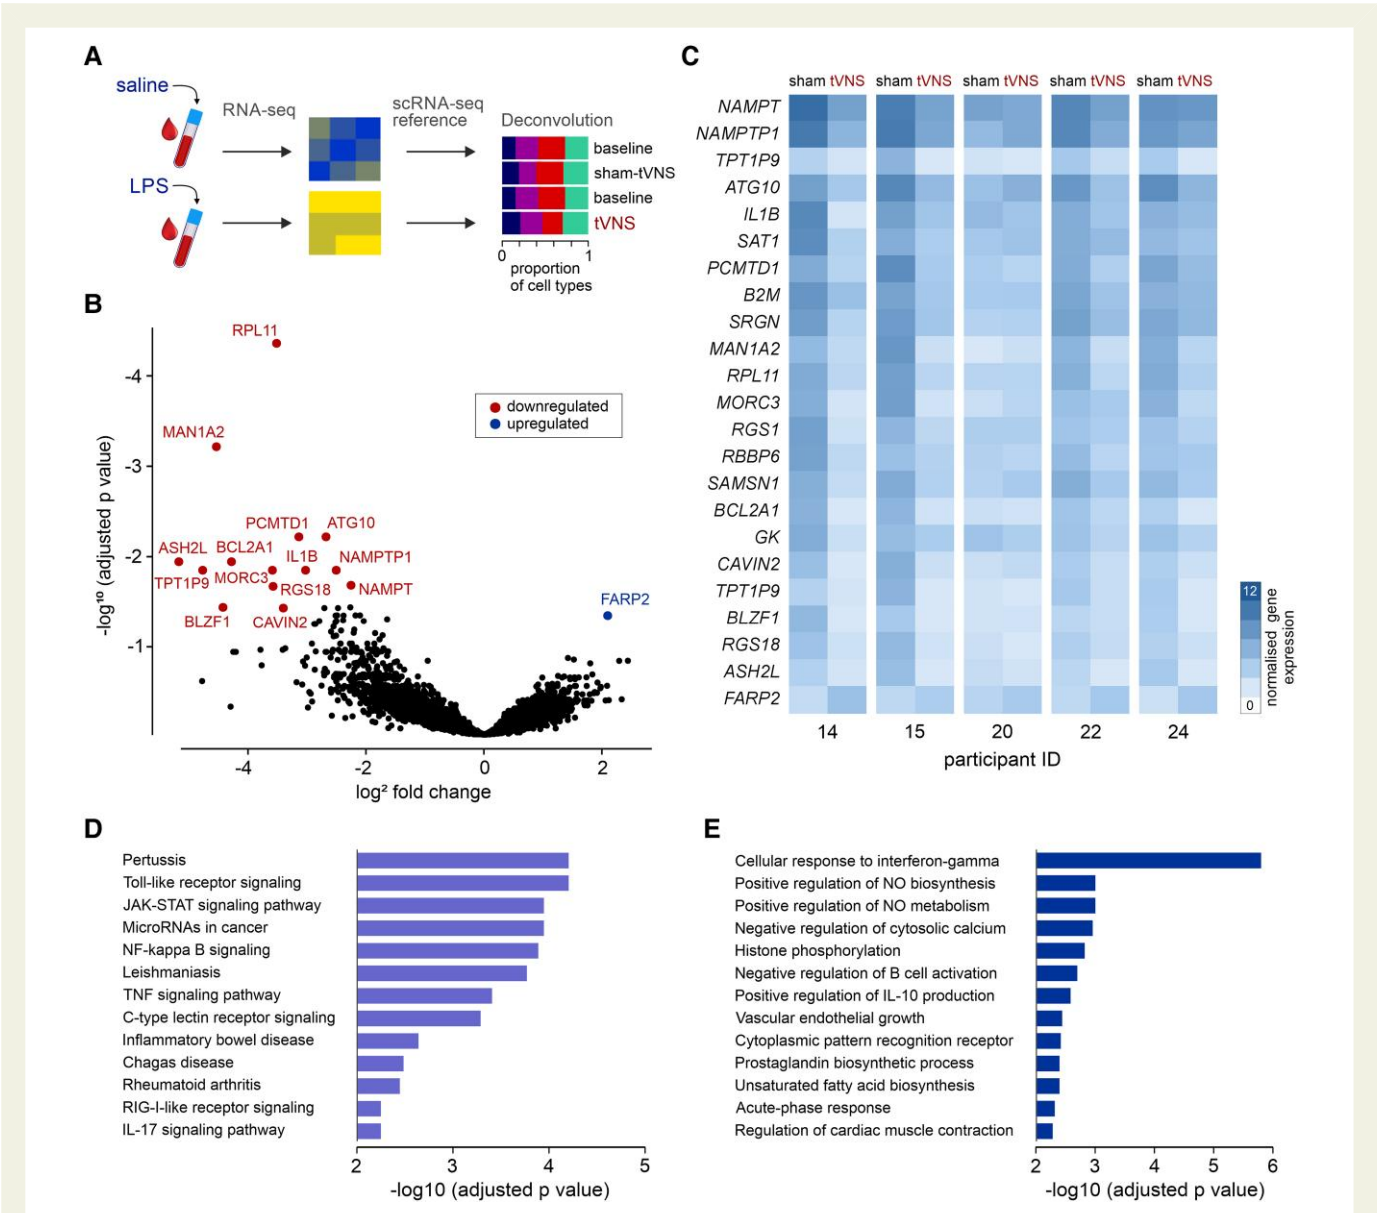 A
saline
LPS
RNA-seq
scRNA-seq
reference
Deconvolution
baseline
sham-tVNS
baseline
tVNS
0
1
proportion
of cell types
B
-log¹⁰ (adjusted p value)
-4
-3
-2
-1
RPL11
MAN1A2
PCMTD1
ATG10
ASH2L
BCL2A1
IL1B
NAMPTP1
TPT1P9
MORC3
RGS18
NAMPT
BLZF1
CAVIN2
FARP2
downregulated
upregulated
-4
-2
0
2
log² fold change
C
sham tVNS
sham tVNS
sham tVNS
sham tVNS
sham tVNS
NAMPT
NAMPTP1
TPT1P9
ATG10
IL1B
SAT1
PCMTD1
B2M
SRGN
MAN1A2
RPL11
MORC3
RGS1
RBBP6
SAMSN1
BCL2A1
GK
CAVIN2
TPT1P9
BLZF1
RGS18
ASH2L
FARP2
14
15
20
22
24
participant ID
12
0
normalised gene
expression
D
Pertussis
Toll-like receptor signaling
JAK-STAT signaling pathway
MicroRNAs in cancer
NF-kappa B signaling
Leishmaniasis
TNF signaling pathway
C-type lectin receptor signaling
Inflammatory bowel disease
Chagas disease
Rheumatoid arthritis
RIG-I-like receptor signaling
IL-17 signaling pathway
2
3
4
5
-log10 (adjusted p value)
E
Cellular response to interferon-gamma
Positive regulation of NO biosynthesis
Positive regulation of NO metabolism
Negative regulation of cytosolic calcium
Histone phosphorylation
Negative regulation of B cell activation
Positive regulation of IL-10 production
Vascular endothelial growth
Cytoplasmic pattern recognition receptor
Prostaglandin biosynthetic process
Unsaturated fatty acid biosynthesis
Acute-phase response
Regulation of cardiac muscle contraction
2
3
4
5
6
-log10 (adjusted p value)